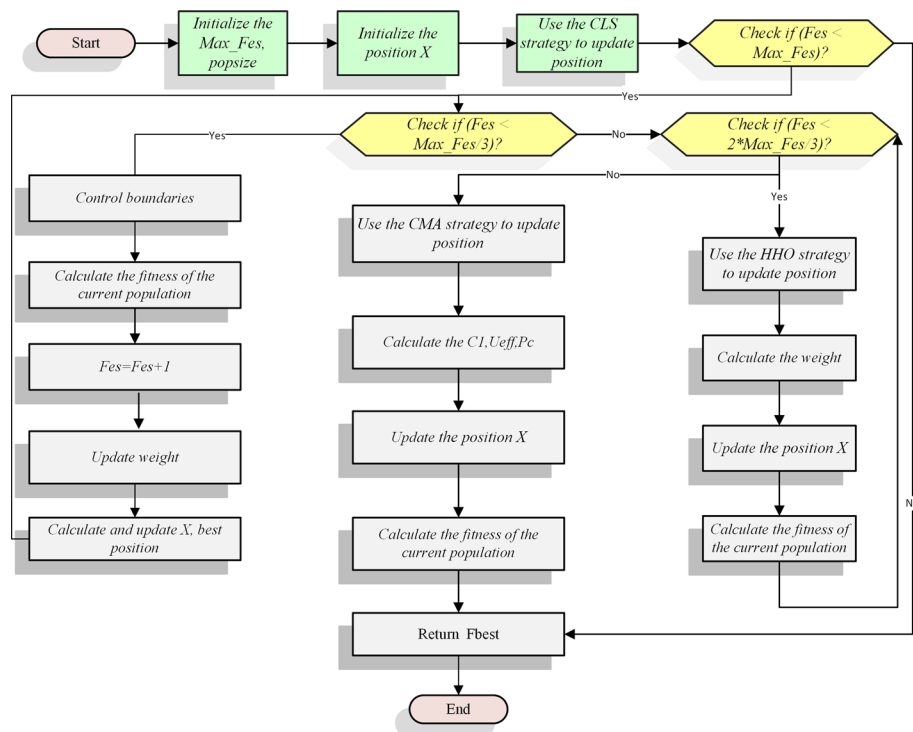 Start
Initialize the
Max_Fes,
popsize
Initialize the
position X
Use the CLS
strategy to update
position
Check if (Fes <
Max_Fes)?
Yes
Check if (Fes <
Max_Fes/3)?
Yes
No
Check if (Fes <
2*Max_Fes/3)?
No
Yes
Control boundaries
Calculate the fitness of the
current population
Fes=Fes+1
Update weight
Calculate and update X, best
position
Use the CMA strategy to update
position
Calculate the C1,Ueff,Pc
Update the position X
Calculate the fitness of the
current population
Use the HHO strategy
to update position
Calculate the weight
Update the position X
Calculate the fitness of
the current population
N
Return Fbest
End